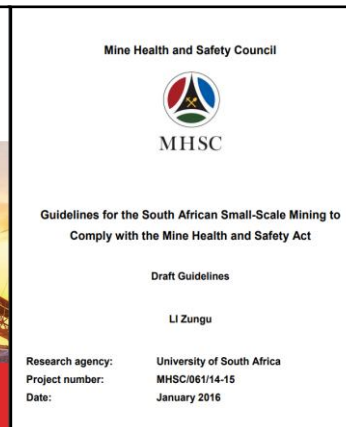 Mine Health and Safety Council
MHSC
Guidelines for the South African Small-Scale Mining to
Comply with the Mine Health and Safety Act
Draft Guidelines
LI Zungu
Research agency: University of South Africa
Project number: MHSC/061/14-15
Date: January 2016